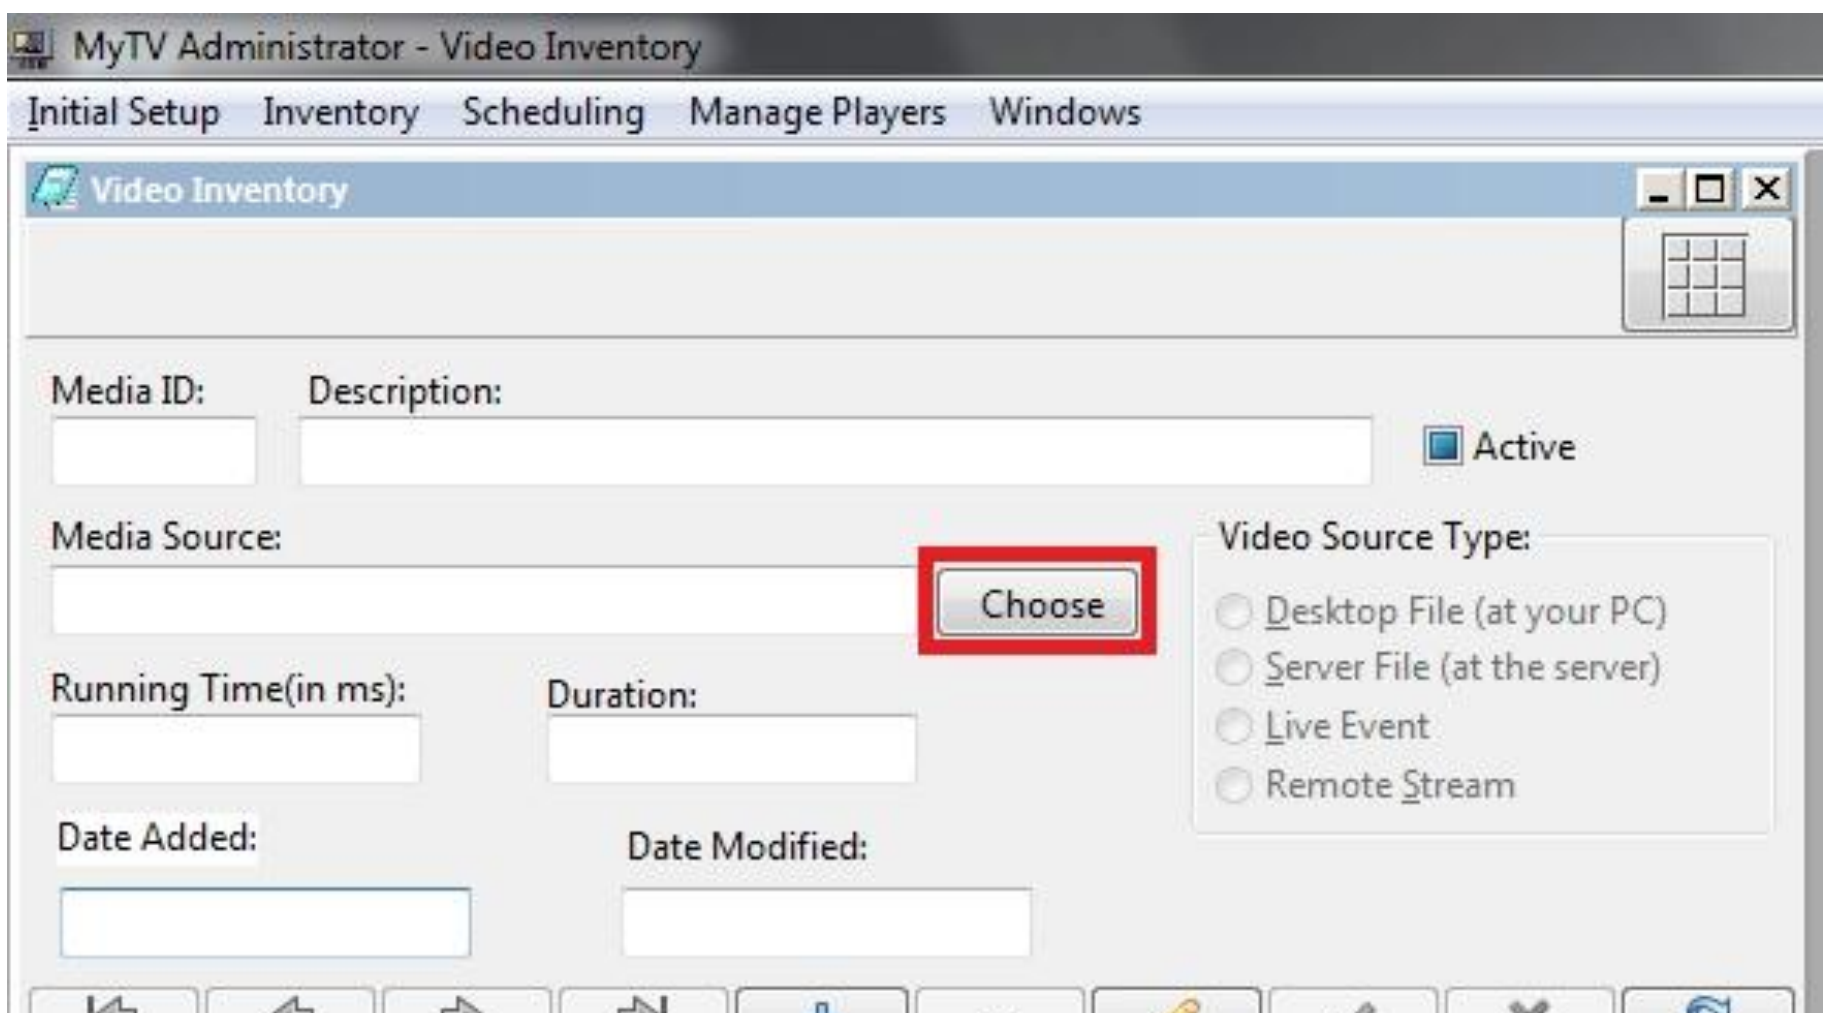 MyTV Administrator - Video Inventory
Initial Setup Inventory Scheduling Manage Players Windows
Video Inventory
Media ID: Description:
Active
Media Source:
Choose
Video Source Type:
Desktop File (at your PC)
Server File (at the server)
Live Event
Remote Stream
Running Time(in ms): Duration:
Date Added: Date Modified: